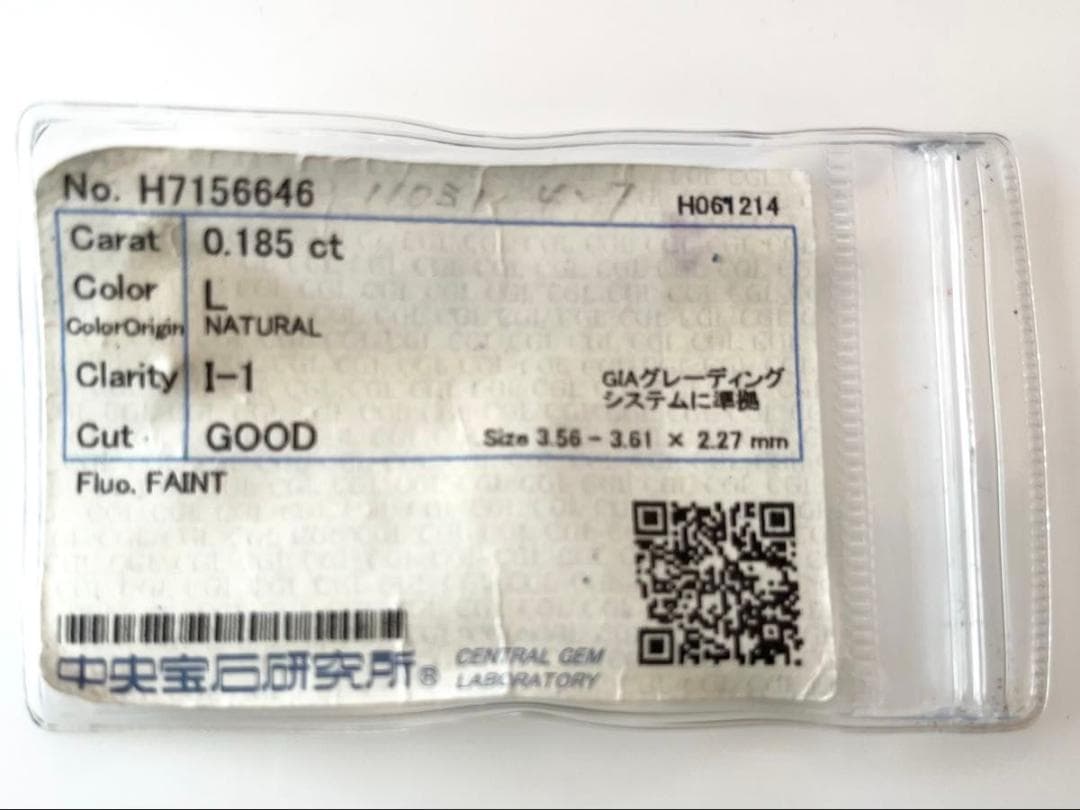 No. H7156646
H061214
Carat 0.185 ct
Color L
ColorOrigin NATURAL
Clarity I-1
GIAグレーディング
システムに準拠
Cut GOOD Size 3.56 - 3.61 × 2.27 mm
Fluo. FAINT
中央宝石研究所® CENTRAL GEM
LABORATORY